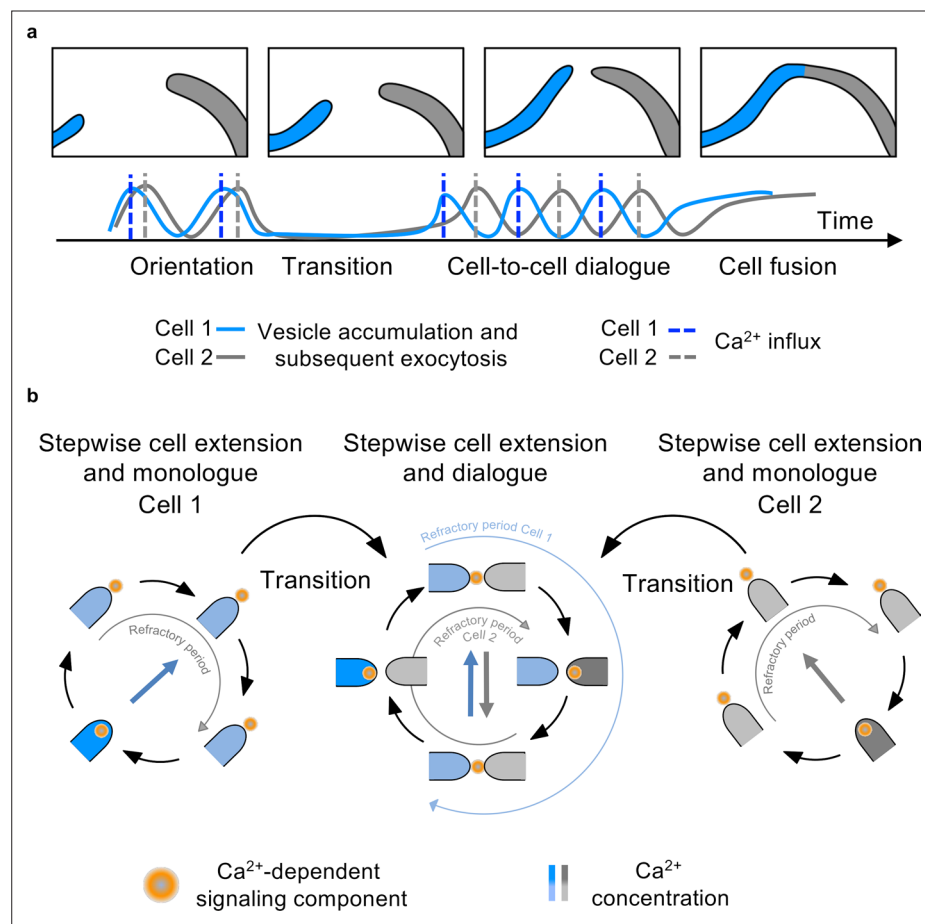 a
Time
Orientation
Transition
Cell-to-cell dialogue
Cell fusion
Cell 1
Cell 2
Vesicle accumulation and
subsequent exocytosis
Cell 1
Cell 2
Ca²⁺ influx
b
Stepwise cell extension
and monologue
Cell 1
Stepwise cell extension
and dialogue
Stepwise cell extension
and monologue
Cell 2
Transition
Refractory period
Refractory period Cell 1
Refractory period
Cell 2
Transition
Refractory period
Ca²⁺-dependent
signaling component
Ca²⁺
concentration